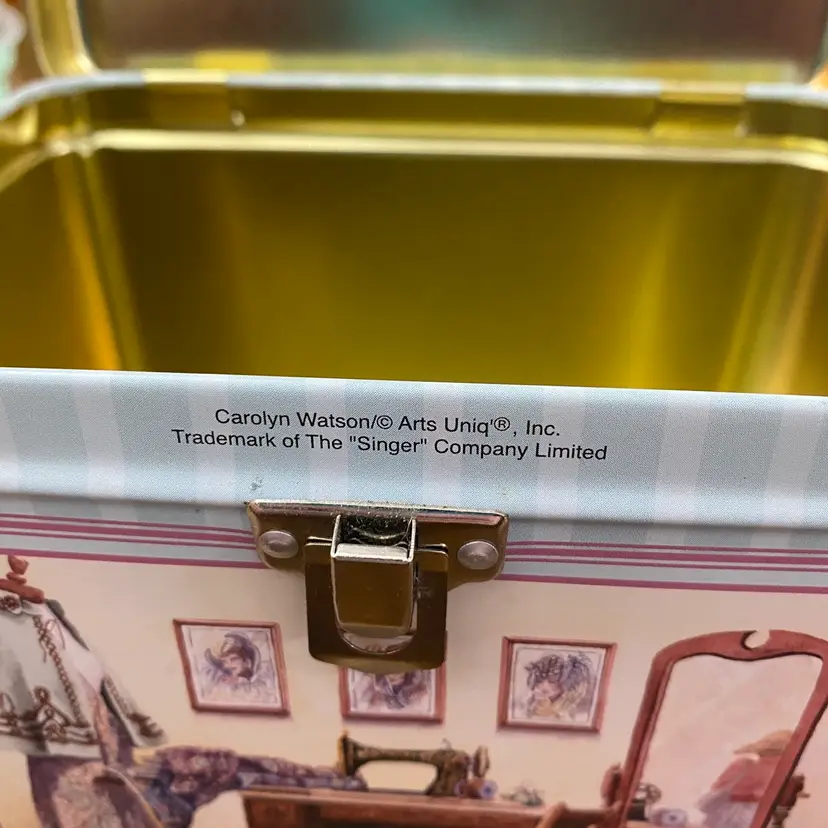 Carolyn Watson/© Arts Uniq'®, Inc.
Trademark of The "Singer" Company Limited